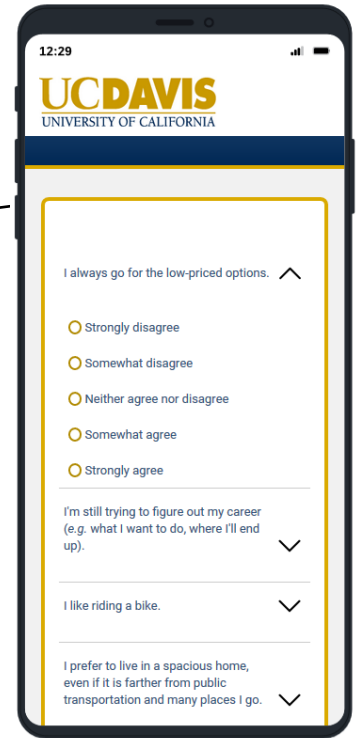 12:29
UCDAVIS
UNIVERSITY OF CALIFORNIA
I always go for the low-priced options.
Strongly disagree
Somewhat disagree
Neither agree nor disagree
Somewhat agree
Strongly agree
I'm still trying to figure out my career
(e.g. what I want to do, where I'll end
up).
I like riding a bike.
I prefer to live in a spacious home,
even if it is farther from public
transportation and many places I go.